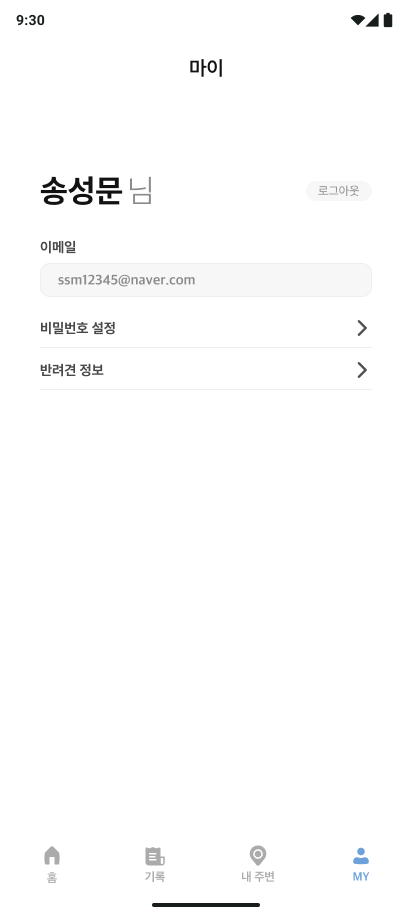 9:30
마이
송성문 님
로그아웃
이메일
ssm12345@naver.com
비밀번호 설정
반려견 정보
홈
기록
내 주변
MY